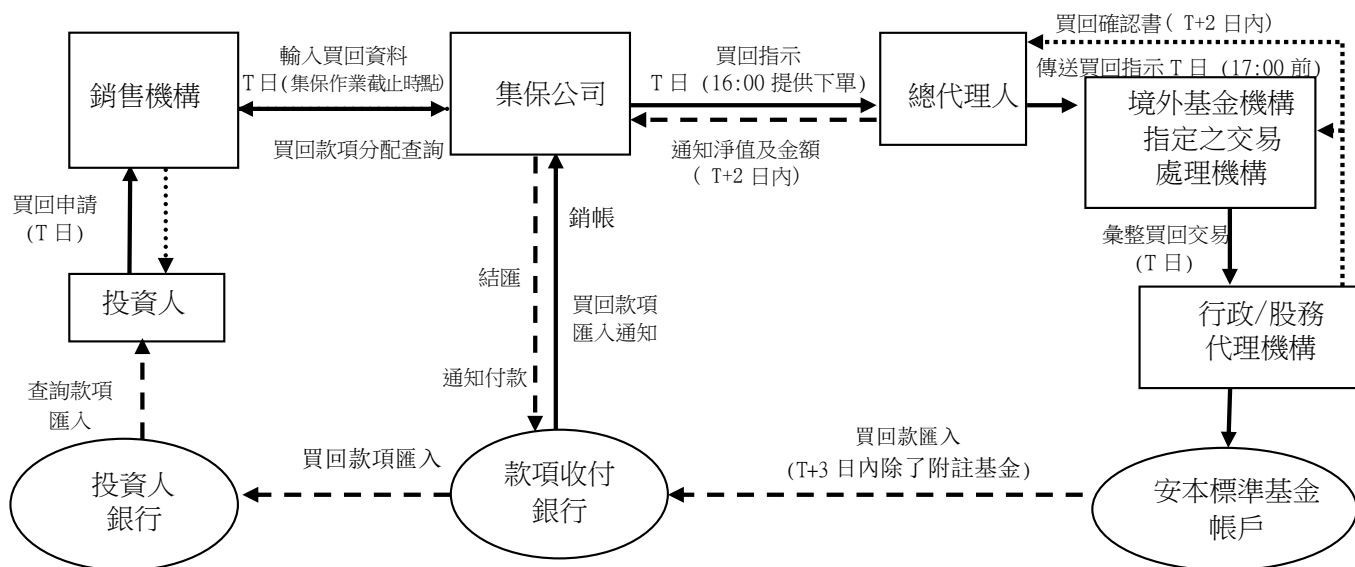 買回確認書( T+2 日內)
輸入買回資料
T 日(集保作業截止時點)
買回指示
T 日 (16:00 提供下單)
傳送買回指示 T 日 (17:00 前)
銷售機構
集保公司
總代理人
境外基金機構
指定之交易
處理機構
買回款項分配查詢
通知淨值及金額
( T+2 日內)
買回申請
(T 日)
銷帳
彙整買回交易
(T 日)
結匯
投資人
買回款項
匯入通知
行政/股務
代理機構
通知付款
查詢款項
匯入
買回款項匯入
買回款匯入
(T+3 日內除了附註基金)
投資人
銀行
款項收付
銀行
安本標準基金
帳戶